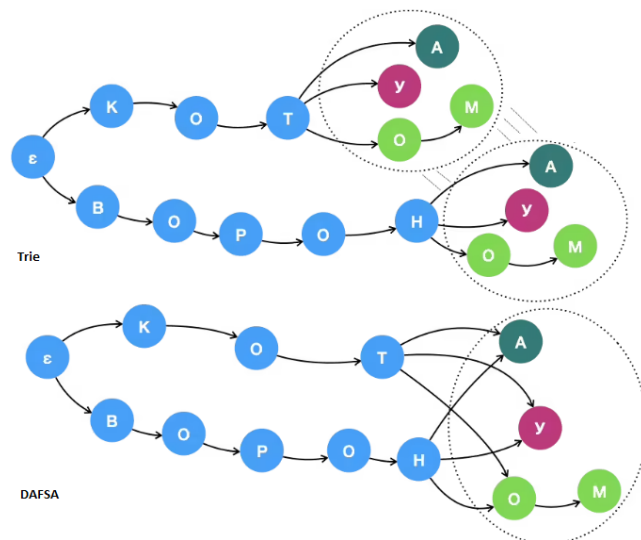 А
У
К
О
Т
О
М
ε
В
О
Р
О
Н
А
У
О
М
Trie
К
О
Т
А
ε
В
О
Р
О
Н
У
О
М
DAFSA